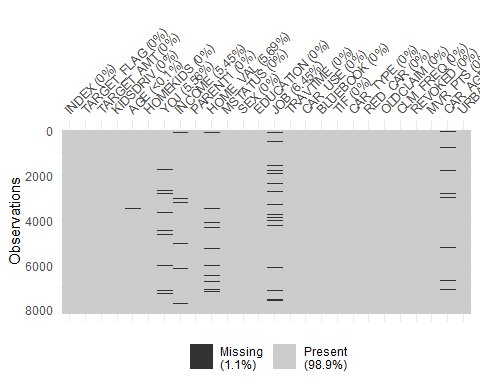 INDEX (0%)
TARGET_FLAG (0%)
TARGET_AMT (0%)
KIDSDRIV (0%)
AGE (<0.1%)
HOMEKIDS (0%)
YOJ (5.56%)
INCOME (5.45%)
PARENT1 (0%)
HOME_VAL (5.69%)
MSTATUS (0%)
SEX (0%)
EDUCATION (0%)
JOB (6.45%)
TRAVTIME (0%)
CAR_USE (0%)
BLUEBOOK (0%)
TIF (0%)
CAR_TYPE (0%)
RED_CAR (0%)
OLDCLAIM (0%)
CLM_FREQ (0%)
REVOKED (0%)
MVR_PTS
CAR_AG
URBA
0
2000
4000
6000
8000
Observations
Missing
(1.1%)
Present
(98.9%)